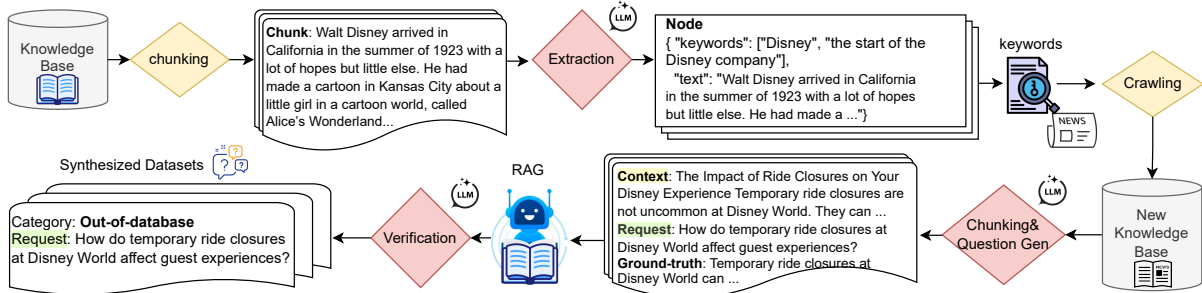 Knowledge
Base
chunking
Chunk: Walt Disney arrived in
California in the summer of 1923 with a
lot of hopes but little else. He had
made a cartoon in Kansas City about a
little girl in a cartoon world, called
Alice's Wonderland...
LLM
Extraction
Node
{ "keywords": ["Disney", "the start of the
Disney company"],
"text": "Walt Disney arrived in California
in the summer of 1923 with a lot of hopes
but little else. He had made a ..."}
keywords
NEWS
Crawling
New
Knowledge
Base
NEWS
LLM
Chunking&
Question Gen
Context: The Impact of Ride Closures on Your
Disney Experience Temporary ride closures are
not uncommon at Disney World. They can ...
Request: How do temporary ride closures at
Disney World affect guest experiences?
Ground-truth: Temporary ride closures at
Disney World can ...
RAG
LLM
Verification
Synthesized Datasets
Category: Out-of-database
Request: How do temporary ride closures
at Disney World affect guest experiences?